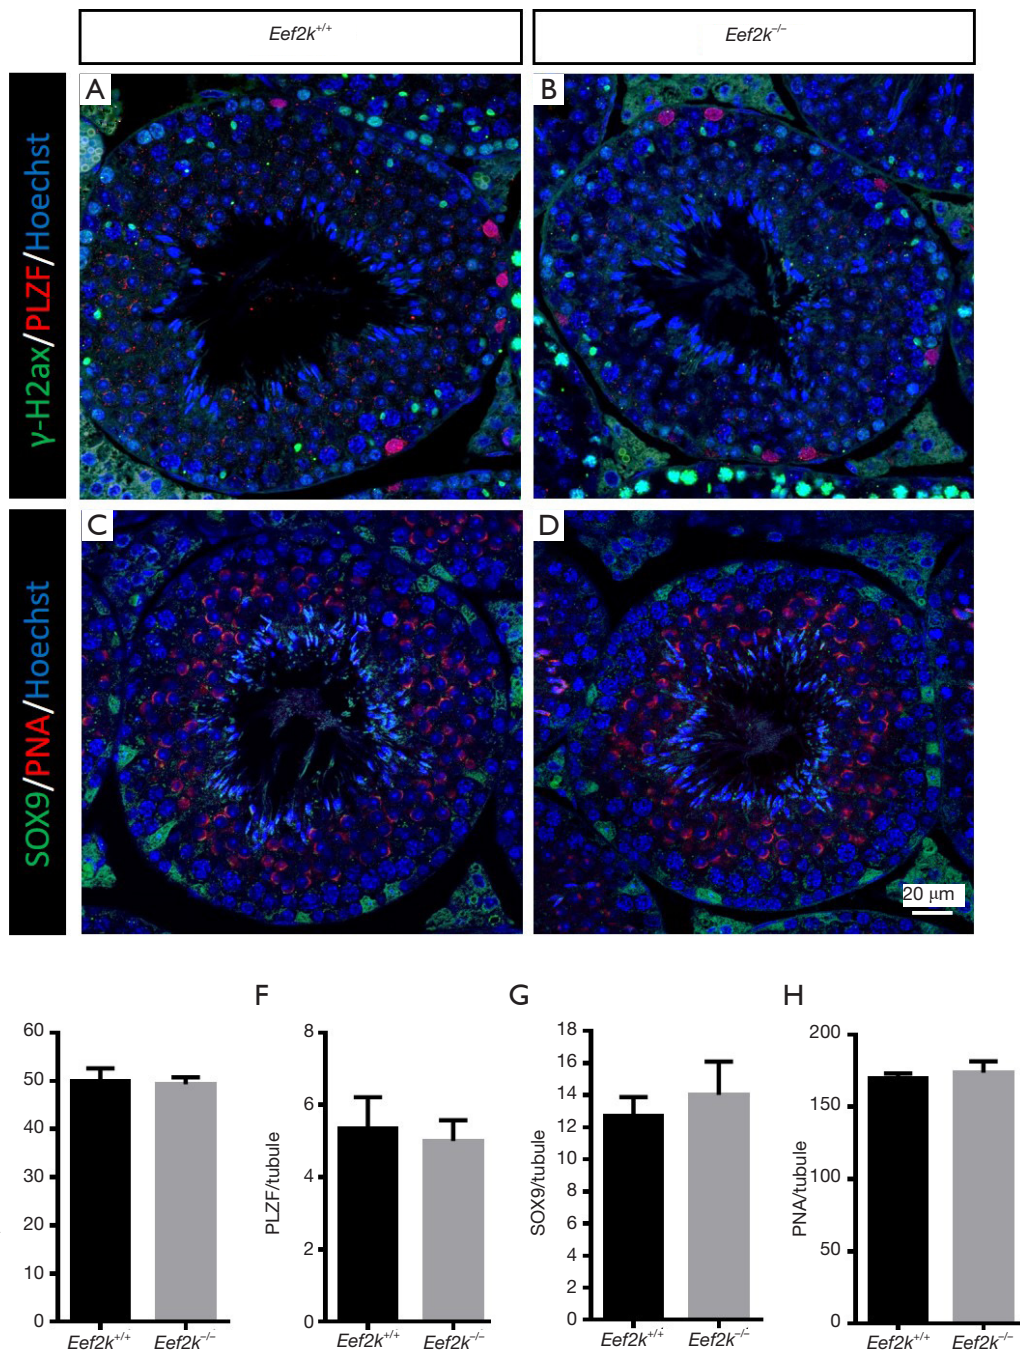 Eef2k+/+
Eef2k−/−
γ-H2ax/PLZF/Hoechst
A
B
SOX9/PNA/Hoechst
C
D
20 μm
F
G
H
60
50
40
30
20
10
0
Eef2k+/+
Eef2k−/−
PLZF/tubule
8
6
4
2
0
Eef2k+/+
Eef2k−/−
SOX9/tubule
18
16
14
12
10
8
6
4
2
0
Eef2k+/+
Eef2k−/−
PNA/tubule
200
150
100
50
0
Eef2k+/+
Eef2k−/−